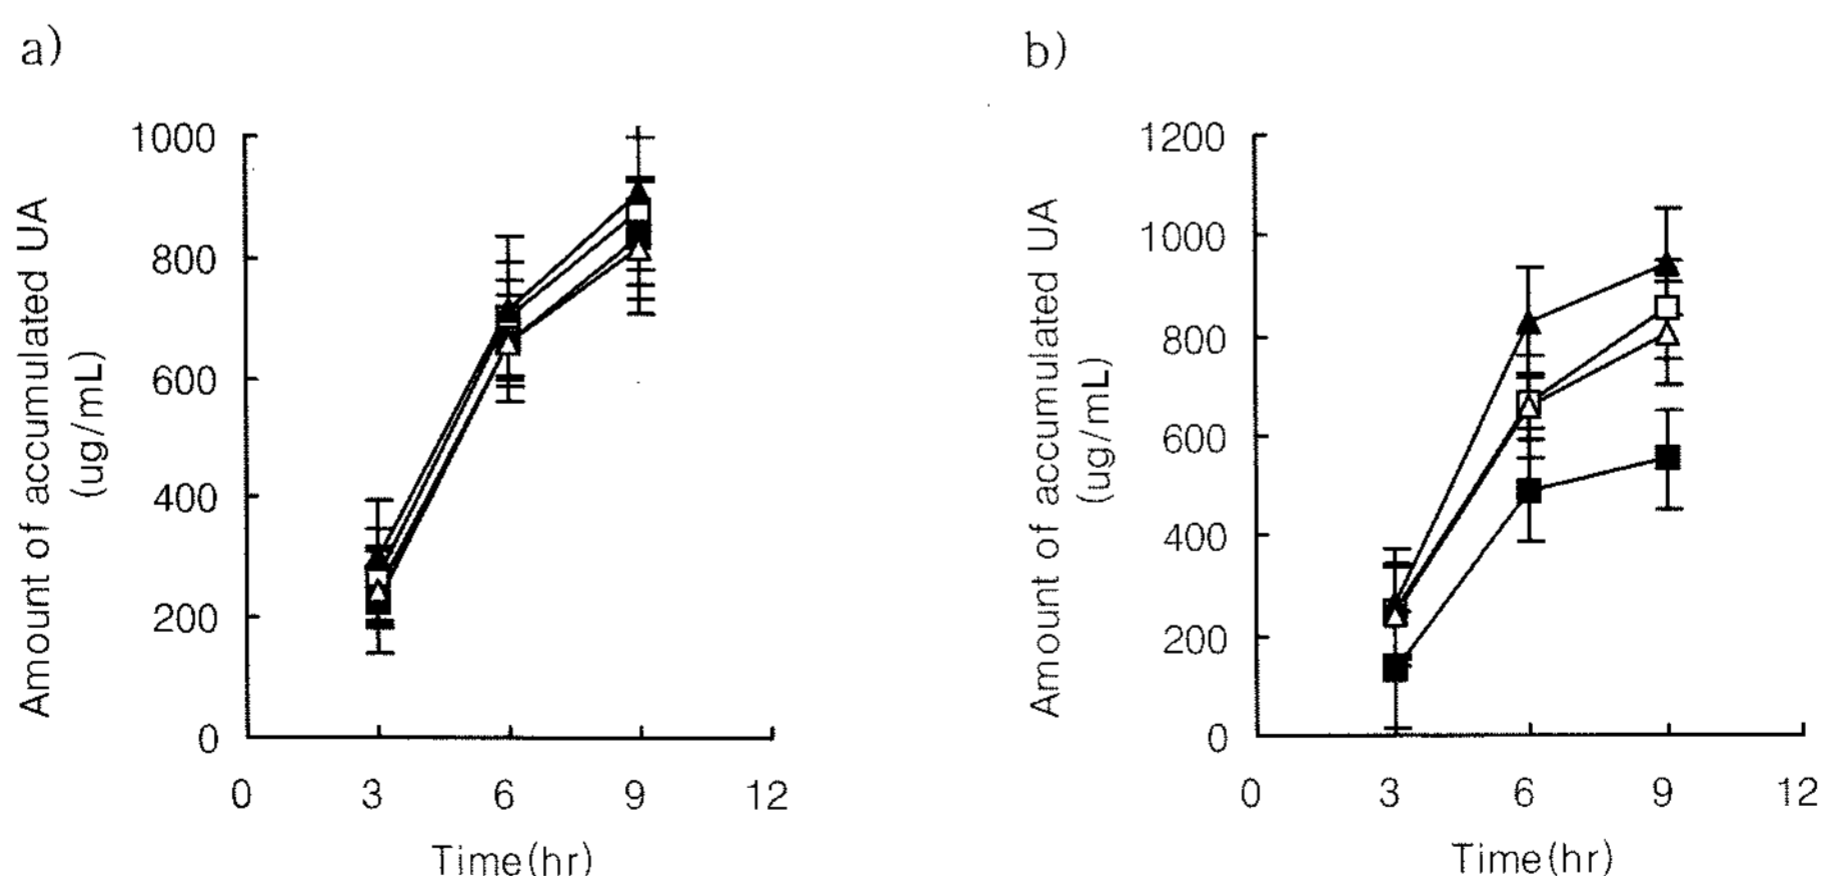 a)
1000
800
600
400
200
0
0 3 6 9 12
Time(hr)
Amount of accumulated UA
(ug/mL)
b)
1200
1000
800
600
400
200
0
0 3 6 9 12
Time(hr)
Amount of accumulated UA
(ug/mL)